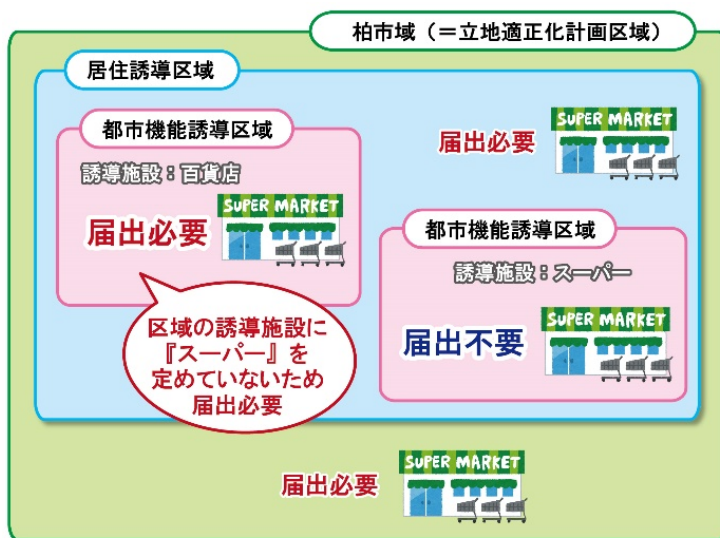 柏市域(=立地適正化計画区域)
居住誘導区域
都市機能誘導区域
誘導施設:百貨店
届出必要
SUPER MARKET
区域の誘導施設に
『スーパー』を
定めていないため
届出必要
届出必要
SUPER MARKET
都市機能誘導区域
誘導施設:スーパー
届出不要
SUPER MARKET
届出必要
SUPER MARKET